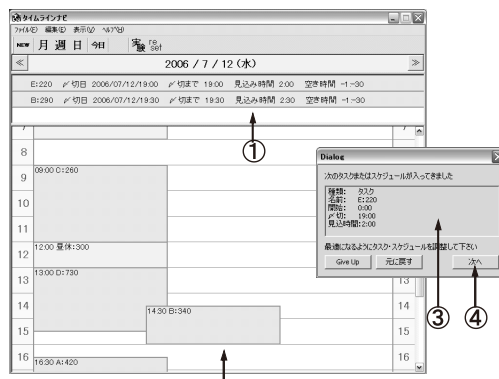 タイムラインナビ
ファイル(F) 編集(E) 表示(V) ヘルプ(H)
NEW 月 週 日 今日 実験 re set
≪ 2006 / 7 / 12 (水) ≫
E:220 〆切日 2006/07/12/19:00 〆切まで 19:00 見込み時間 2:00 空き時間 -1:-30
B:290 〆切日 2006/07/12/19:30 〆切まで 19:30 見込み時間 2:30 空き時間 -1:-30
①
7 7
8
9 09:00 C:260
10
11
12 12:00 昼休:300
13 13:00 D:730 13
14 14:30 B:340 14
15 15
16 16:30 A:420 16
Dialog
次のタスクまたはスケジュールが入ってきました
種類: タスク
名前: E:220
開始: 0:00
〆切: 19:00
見込時間:2:00
最適になるようにタスク・スケジュールを調整して下さい
Give Up 元に戻す 次へ
③ ④